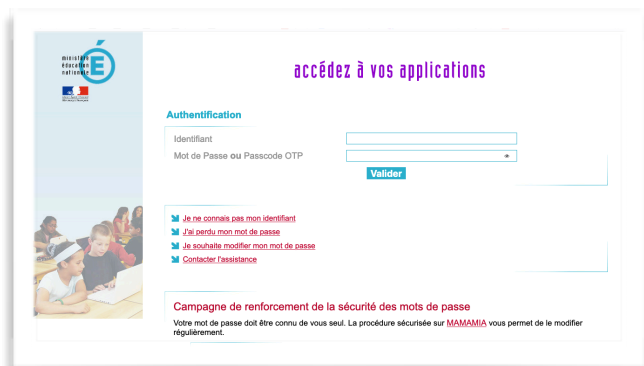 ministère
éducation
nationale
accédez à vos applications
Authentification
Identifiant
Mot de Passe ou Passcode OTP
Valider
Je ne connais pas mon identifiant
J'ai perdu mon mot de passe
Je souhaite modifier mon mot de passe
Contacter l'assistance
Campagne de renforcement de la sécurité des mots de passe
Votre mot de passe doit être connu de vous seul. La procédure sécurisée sur MAMAMIA vous permet de le modifier
régulièrement.